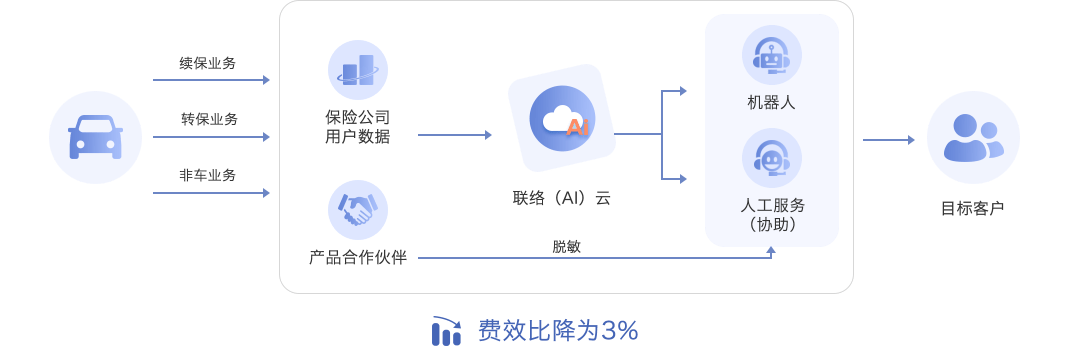 续保业务
转保业务
非车业务
保险公司
用户数据
产品合作伙伴
AI
联络（AI）云
脱敏
机器人
人工服务
（协助）
目标客户
费效比降为3%